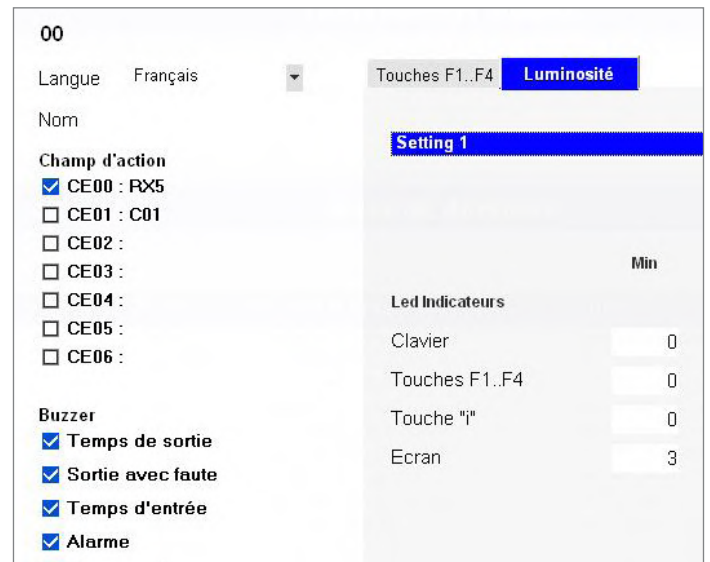 00
Langue Français
Nom
Champ d'action
CE00 : RX5
CE01 : C01
CE02 :
CE03 :
CE04 :
CE05 :
CE06 :
Buzzer
Temps de sortie
Sortie avec faute
Temps d'entrée
Alarme
Touches F1..F4 Luminosité
Setting 1
Min
Led Indicateurs
Clavier 0
Touches F1..F4 0
Touche "i" 0
Ecran 3